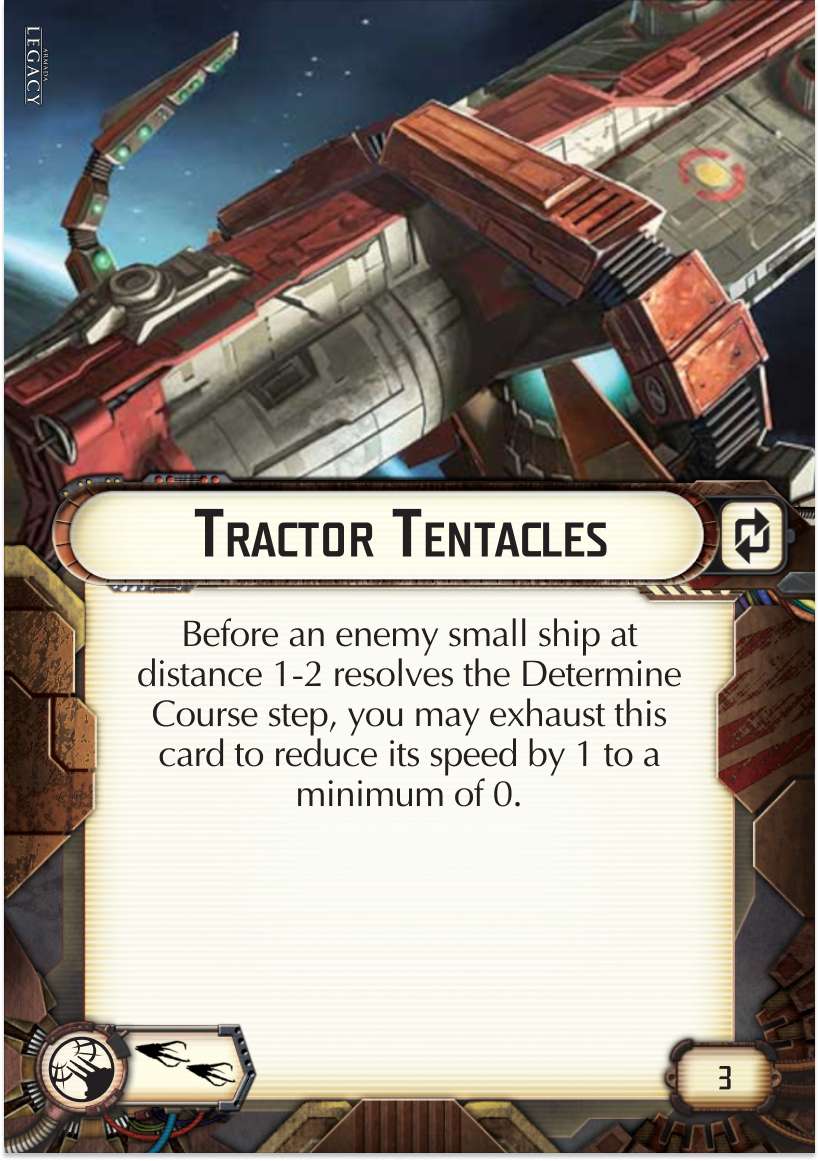 ARMADA
LEGACY
Tractor Tentacles
Before an enemy small ship at
distance 1-2 resolves the Determine
Course step, you may exhaust this
card to reduce its speed by 1 to a
minimum of 0.
3